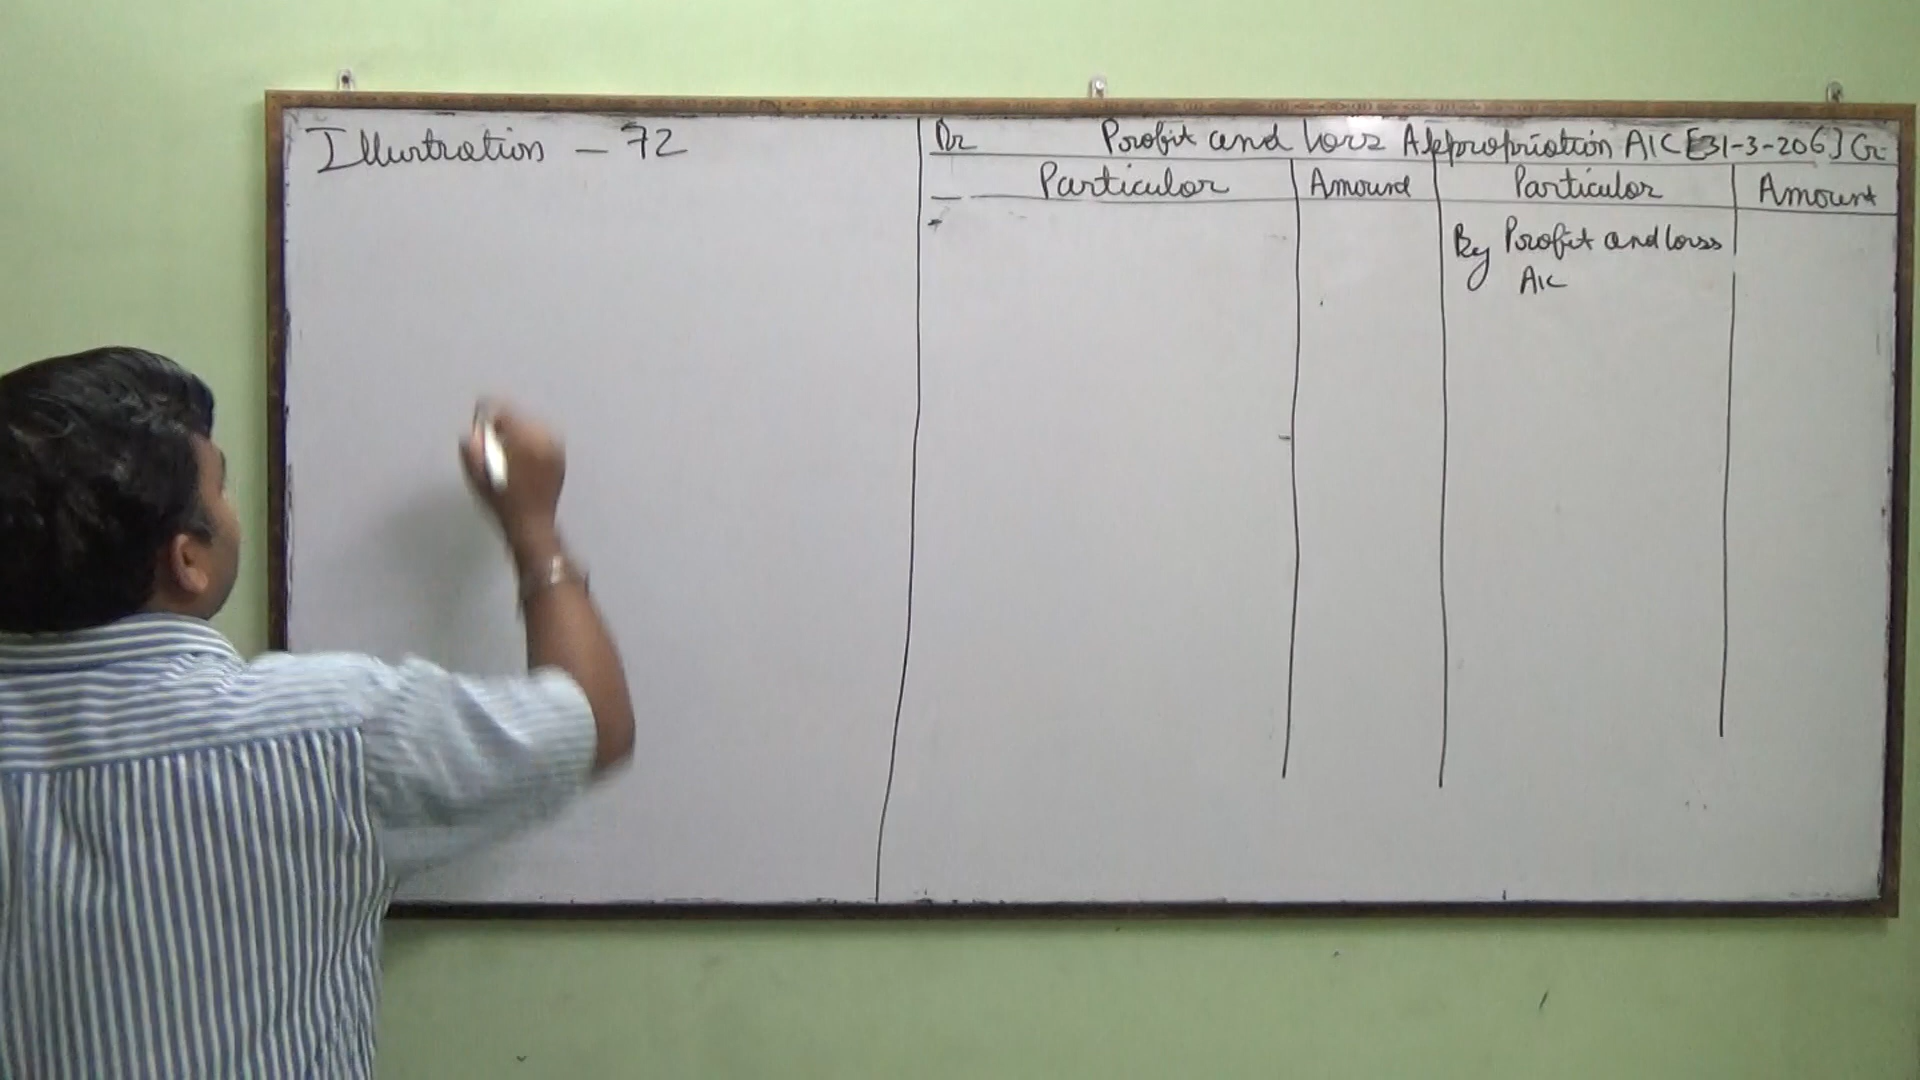 Illustration - 72
Dr Profit and Loss Appropriation A/C [31-3-206] Cr
Particular Amount Particular Amount
By Profit and loss
A/C